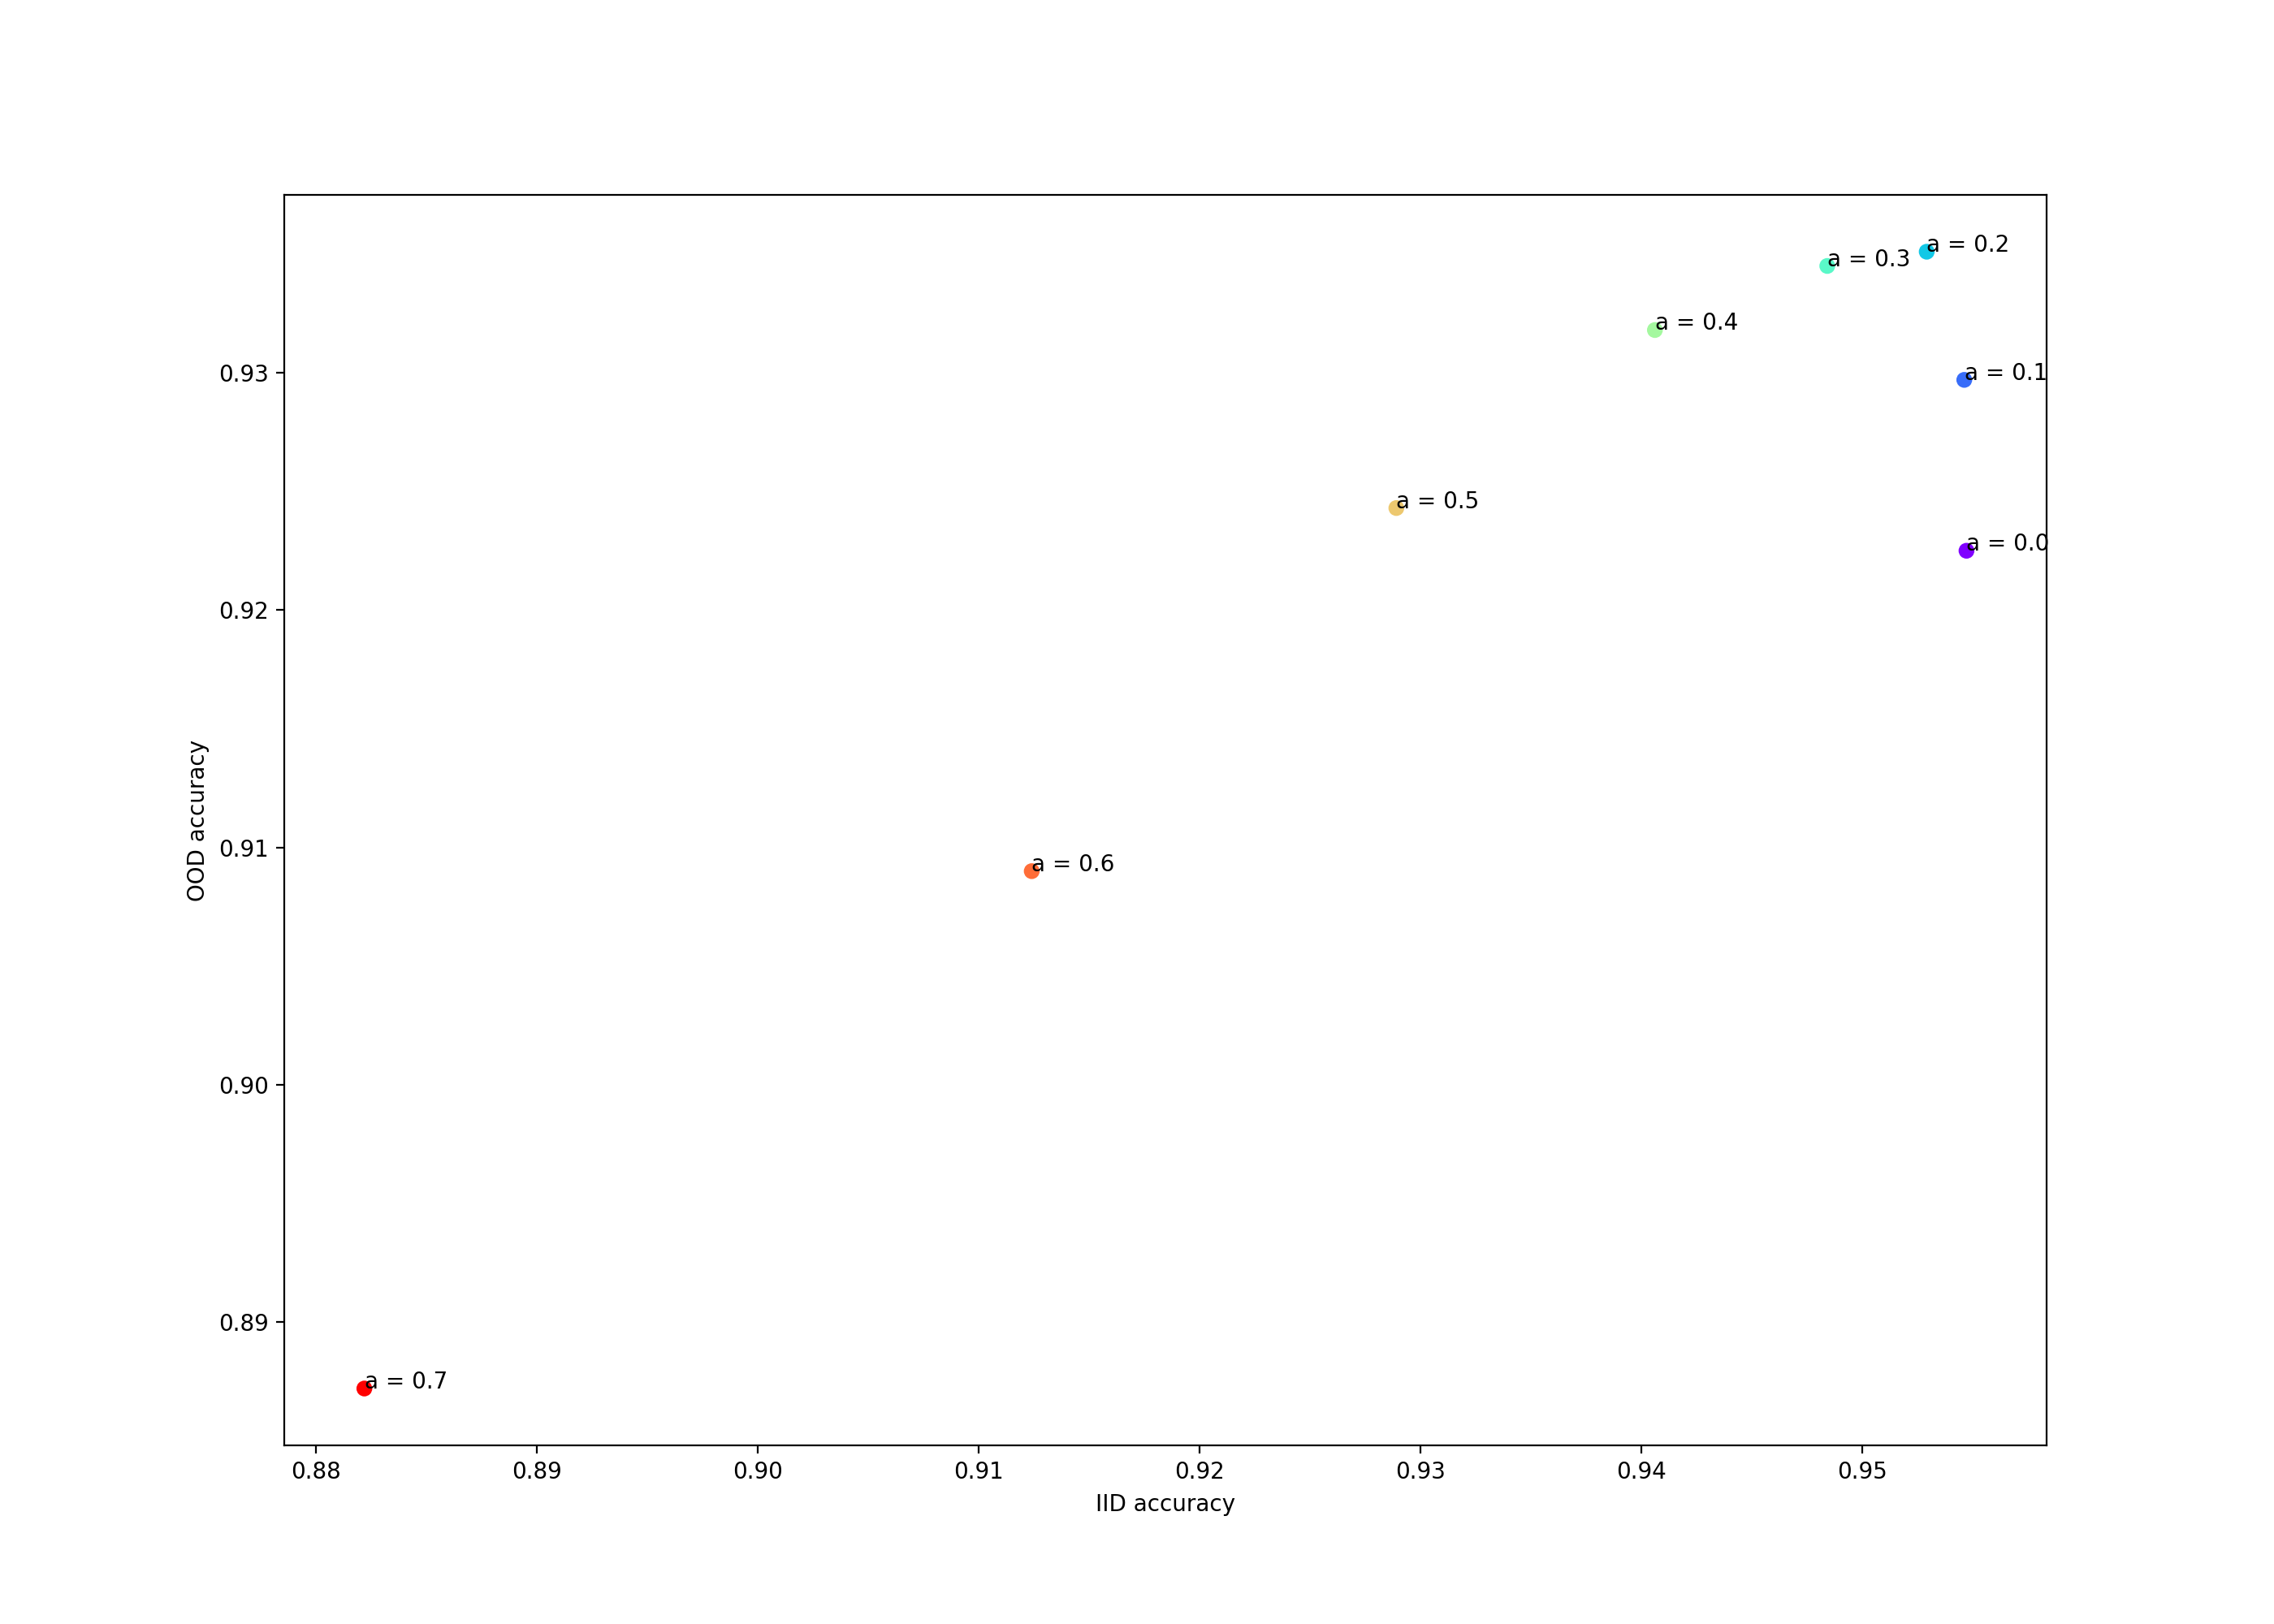 a = 0.2
a = 0.3
a = 0.4
0.93
a = 0.1
a = 0.5
a = 0.0
0.92
OOD accuracy
0.91
a = 0.6
0.90
0.89
a = 0.7
0.88 0.89 0.90 0.91 0.92 0.93 0.94 0.95
IID accuracy